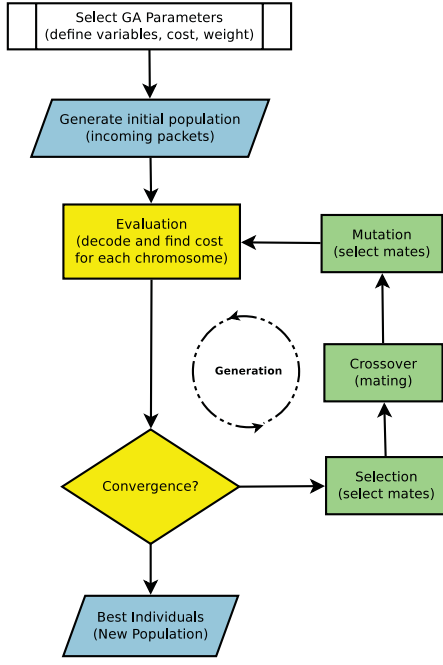 Select GA Parameters
(define variables, cost, weight)
Generate initial population
(incoming packets)
Evaluation
(decode and find cost
for each chromosome)
Mutation
(select mates)
Generation
Crossover
(mating)
Convergence?
Selection
(select mates)
Best Individuals
(New Population)